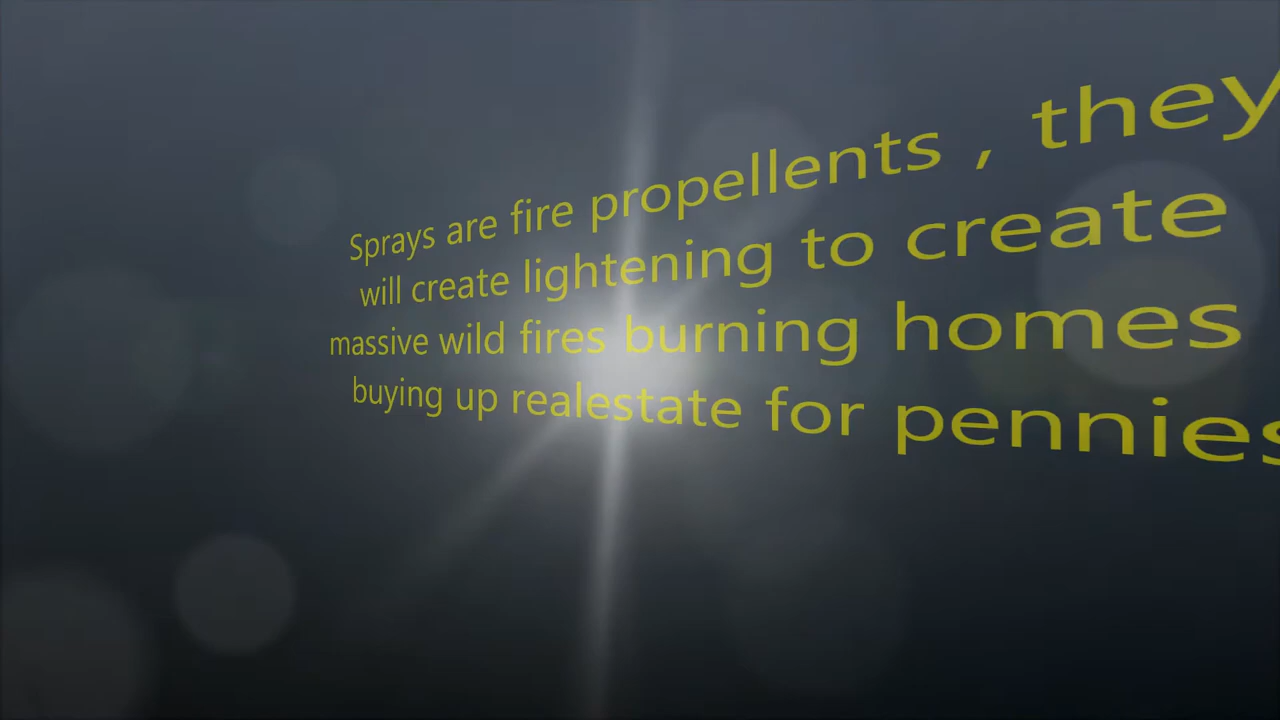 Sprays are fire propellents , they
will create lightening to create
massive wild fires burning homes
buying up realestate for pennies